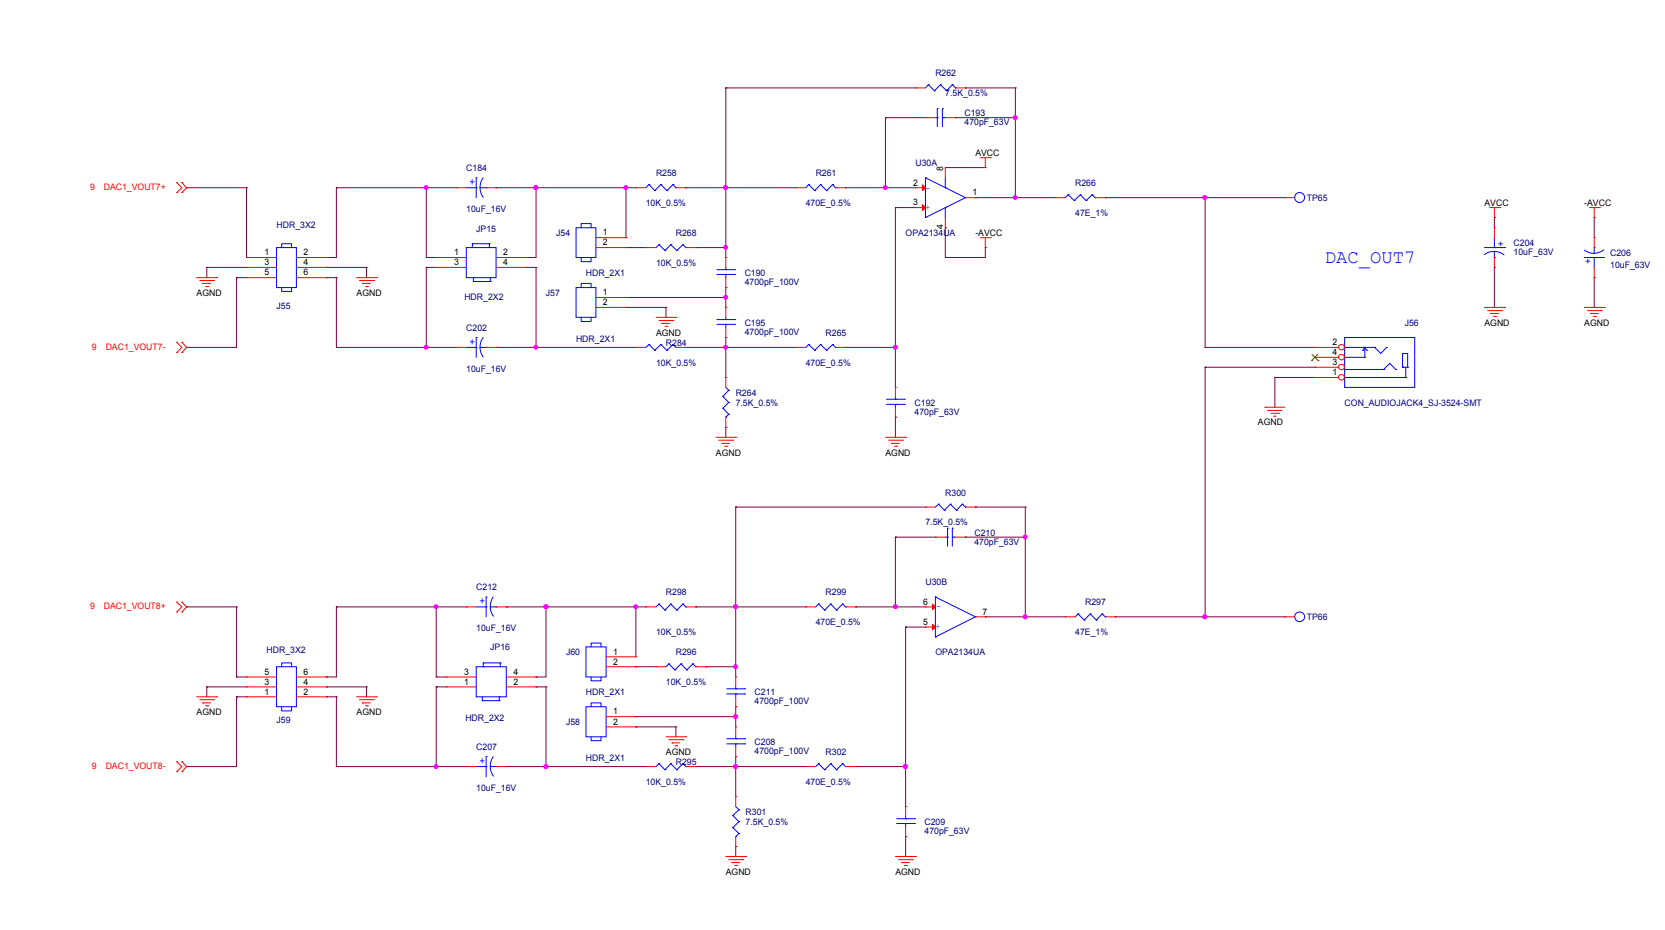 R262
7.5K_0.5%
C193
470pF_63V
AVCC
U30A
8
2
3
1
4
OPA2134UA
-AVCC
C184
10uF_16V
R258
10K_0.5%
R261
470E_0.5%
R266
47E_1%
TP65
9 DAC1_VOUT7+
HDR_3X2
1 2
3 4
5 6
J55
AGND
AGND
JP15
1 2
3 4
HDR_2X2
J54
1
2
HDR_2X1
R268
10K_0.5%
J57
1
2
HDR_2X1
AGND
C190
4700pF_100V
C195
4700pF_100V
9 DAC1_VOUT7-
C202
10uF_16V
R284
10K_0.5%
R265
470E_0.5%
R264
7.5K_0.5%
AGND
C192
470pF_63V
AGND
DAC_OUT7
AVCC
C204
10uF_63V
AGND
-AVCC
C206
10uF_63V
AGND
J56
2
4
3
1
AGND
CON_AUDIOJACK4_SJ-3524-SMT
R300
7.5K_0.5%
C210
470pF_63V
U30B
6
5
7
OPA2134UA
C212
10uF_16V
R298
10K_0.5%
R299
470E_0.5%
R297
47E_1%
TP66
9 DAC1_VOUT8+
HDR_3X2
5 6
3 4
1 2
J59
AGND
AGND
JP16
3 4
1 2
HDR_2X2
J60
1
2
HDR_2X1
R296
10K_0.5%
J58
1
2
HDR_2X1
AGND
C211
4700pF_100V
C208
4700pF_100V
9 DAC1_VOUT8-
C207
10uF_16V
R295
10K_0.5%
R302
470E_0.5%
R301
7.5K_0.5%
AGND
C209
470pF_63V
AGND